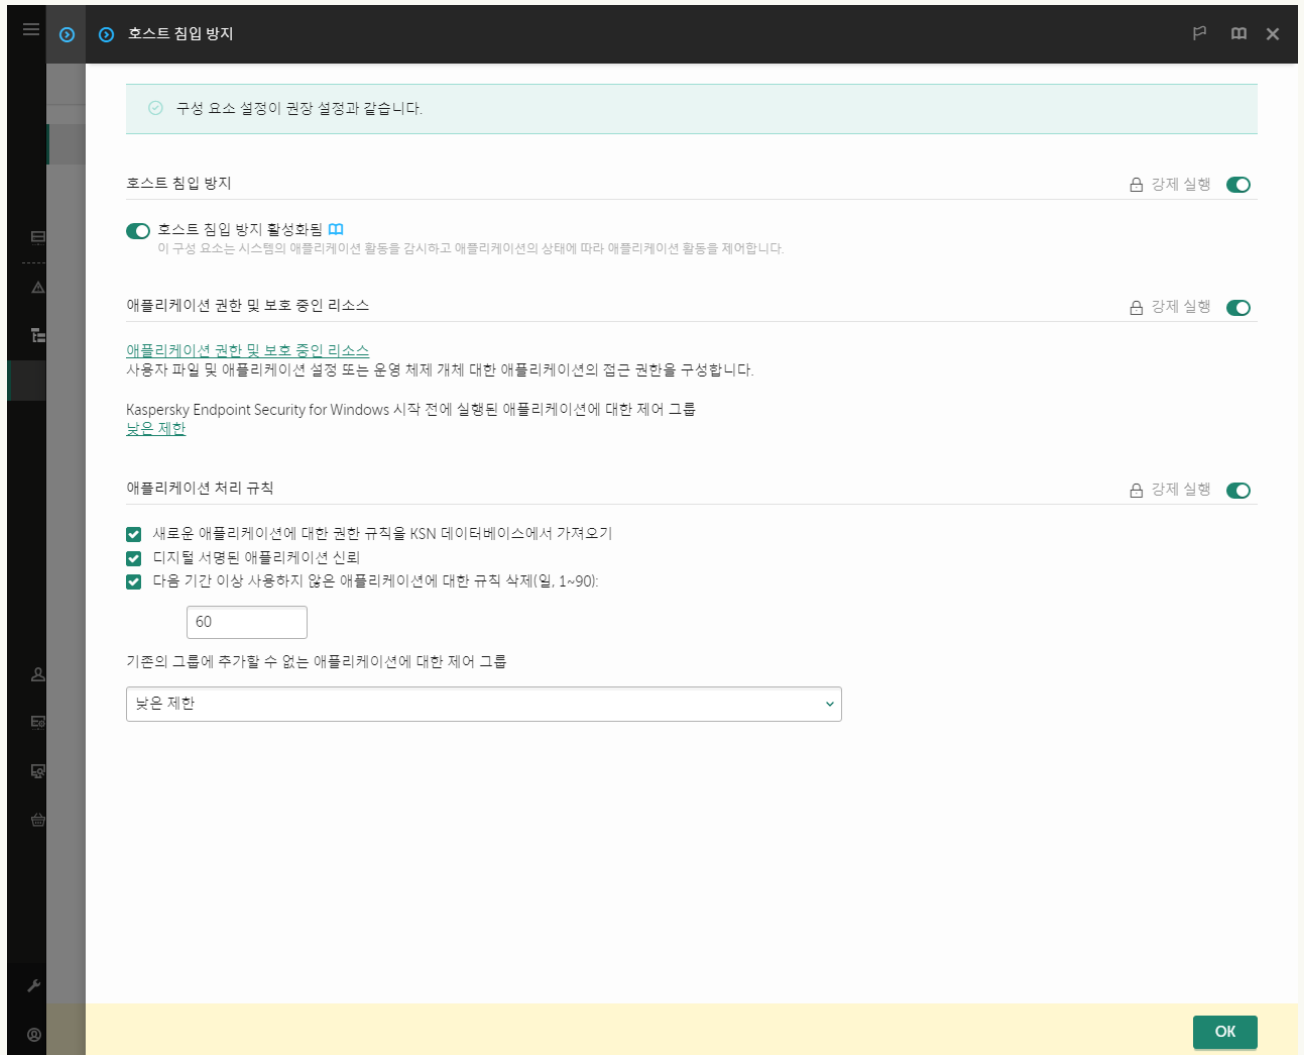 호스트 침입 방지
구성 요소 설정이 권장 설정과 같습니다.
호스트 침입 방지
강제 실행
호스트 침입 방지 활성화됨
이 구성 요소는 시스템의 애플리케이션 활동을 감시하고 애플리케이션의 상태에 따라 애플리케이션 활동을 제어합니다.
애플리케이션 권한 및 보호 중인 리소스
강제 실행
애플리케이션 권한 및 보호 중인 리소스
사용자 파일 및 애플리케이션 설정 또는 운영 체제 개체 대한 애플리케이션의 접근 권한을 구성합니다.
Kaspersky Endpoint Security for Windows 시작 전에 실행된 애플리케이션에 대한 제어 그룹
낮은 제한
애플리케이션 처리 규칙
강제 실행
새로운 애플리케이션에 대한 권한 규칙을 KSN 데이터베이스에서 가져오기
디지털 서명된 애플리케이션 신뢰
다음 기간 이상 사용하지 않은 애플리케이션에 대한 규칙 삭제(일, 1~90):
60
기존의 그룹에 추가할 수 없는 애플리케이션에 대한 제어 그룹
낮은 제한
OK